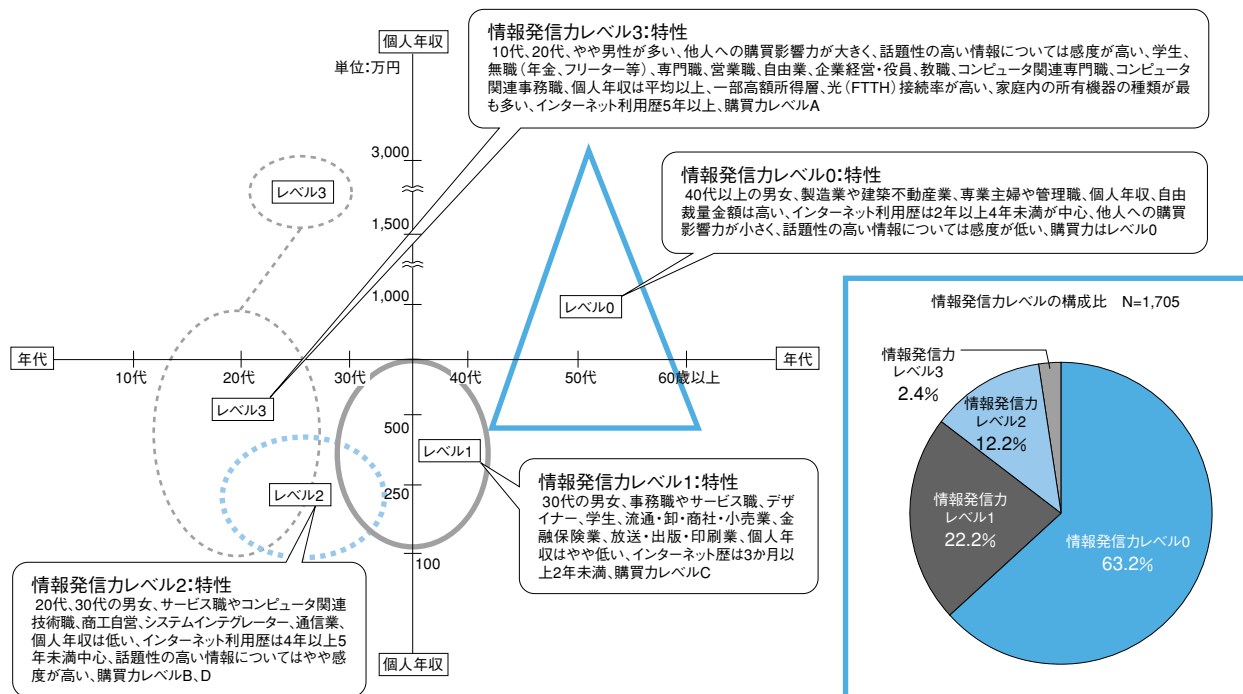 個人年収
単位:万円
情報発信力レベル3:特性
10代、20代、やや男性が多い、他人への購買影響力が大きく、話題性の高い情報については感度が高い、学生、
無職(年金、フリーター等)、専門職、営業職、自由業、企業経営・役員、教職、コンピュータ関連専門職、コンピュータ
関連事務職、個人年収は平均以上、一部高額所得層、光(FTTH)接続率が高い、家庭内の所有機器の種類が最
も多い、インターネット利用歴5年以上、購買力レベルA
3,000
1,500
1,000
500
250
100
レベル3
情報発信力レベル0:特性
40代以上の男女、製造業や建築不動産業、専業主婦や管理職、個人年収、自由
裁量金額は高い、インターネット利用歴は2年以上4年未満が中心、他人への購買
影響力が小さく、話題性の高い情報については感度が低い、購買力はレベル0
レベル0
年代
10代
20代
30代
40代
50代
60歳以上
年代
レベル3
レベル1
レベル2
情報発信力レベル1:特性
30代の男女、事務職やサービス職、デザ
イナー、学生、流通・卸・商社・小売業、金
融保険業、放送・出版・印刷業、個人年
収はやや低い、インターネット歴は3か月以
上2年未満、購買力レベルC
情報発信力レベル2:特性
20代、30代の男女、サービス職やコンピュータ関連
技術職、商工自営、システムインテグレーター、通信業、
個人年収は低い、インターネット利用歴は4年以上5
年未満中心、話題性の高い情報についてはやや感
度が高い、購買力レベルB、D
個人年収
情報発信力レベルの構成比 N=1,705
情報発信力
レベル3
2.4%
情報発信力
レベル2
12.2%
情報発信力
レベル1
22.2%
情報発信力レベル0
63.2%